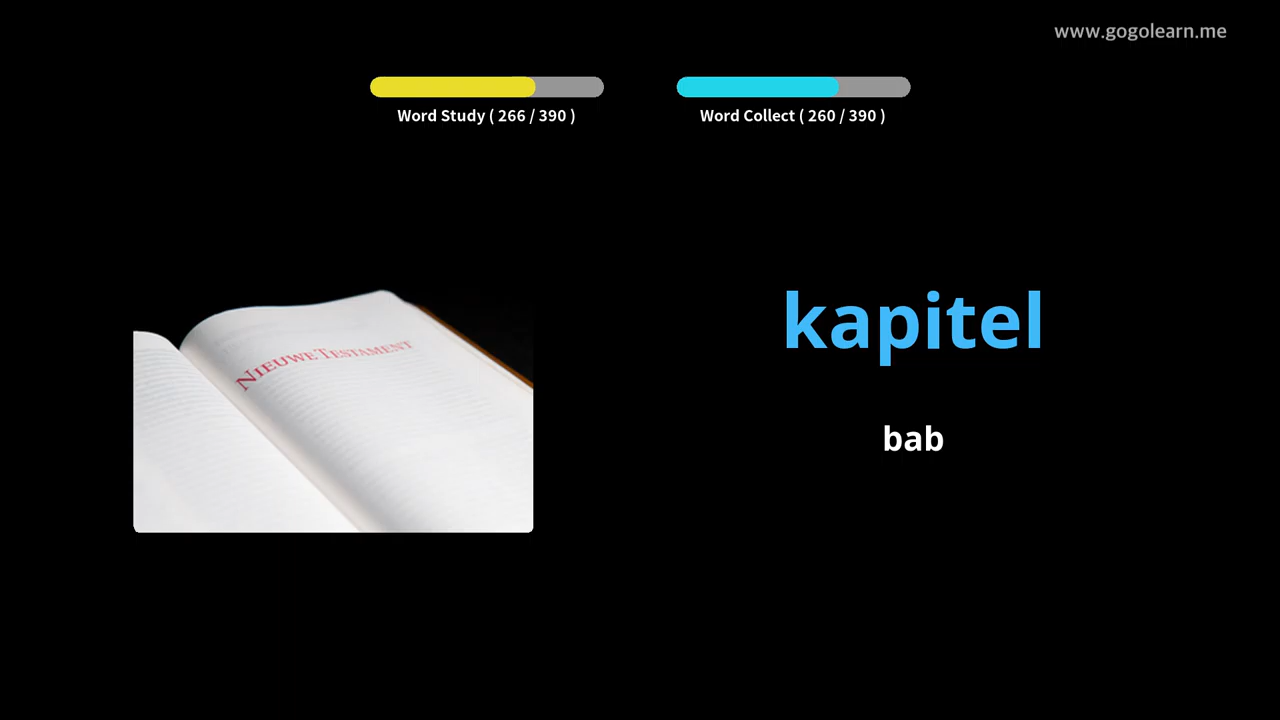 www.gogolearn.me
Word Study ( 266 / 390 )
Word Collect ( 260 / 390 )
NIEUWE TESTAMENT
kapitel
bab